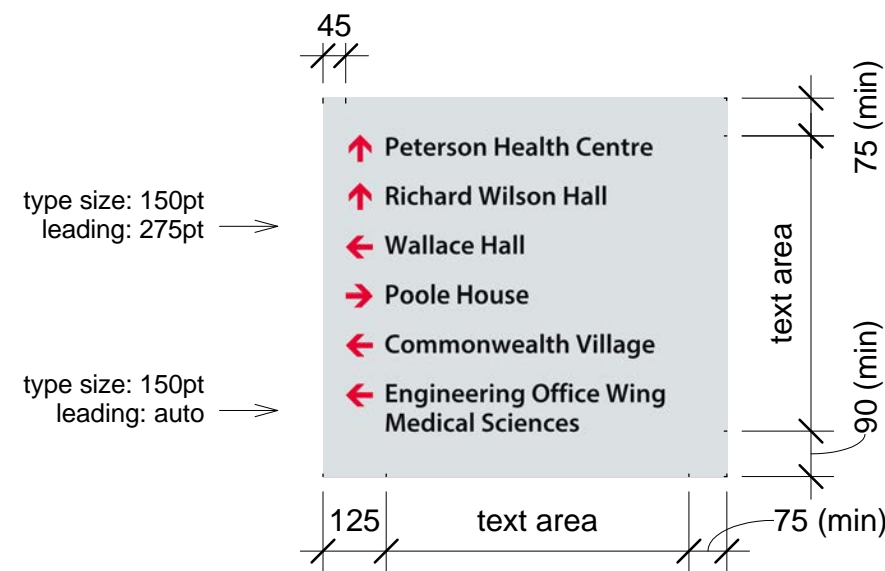 45
75 (min)
Peterson Health Centre
Richard Wilson Hall
type size: 150pt
leading: 275pt
Wallace Hall
text area
Poole House
Commonwealth Village
90 (min)
type size: 150pt
leading: auto
Engineering Office Wing
Medical Sciences
125
text area
75 (min)